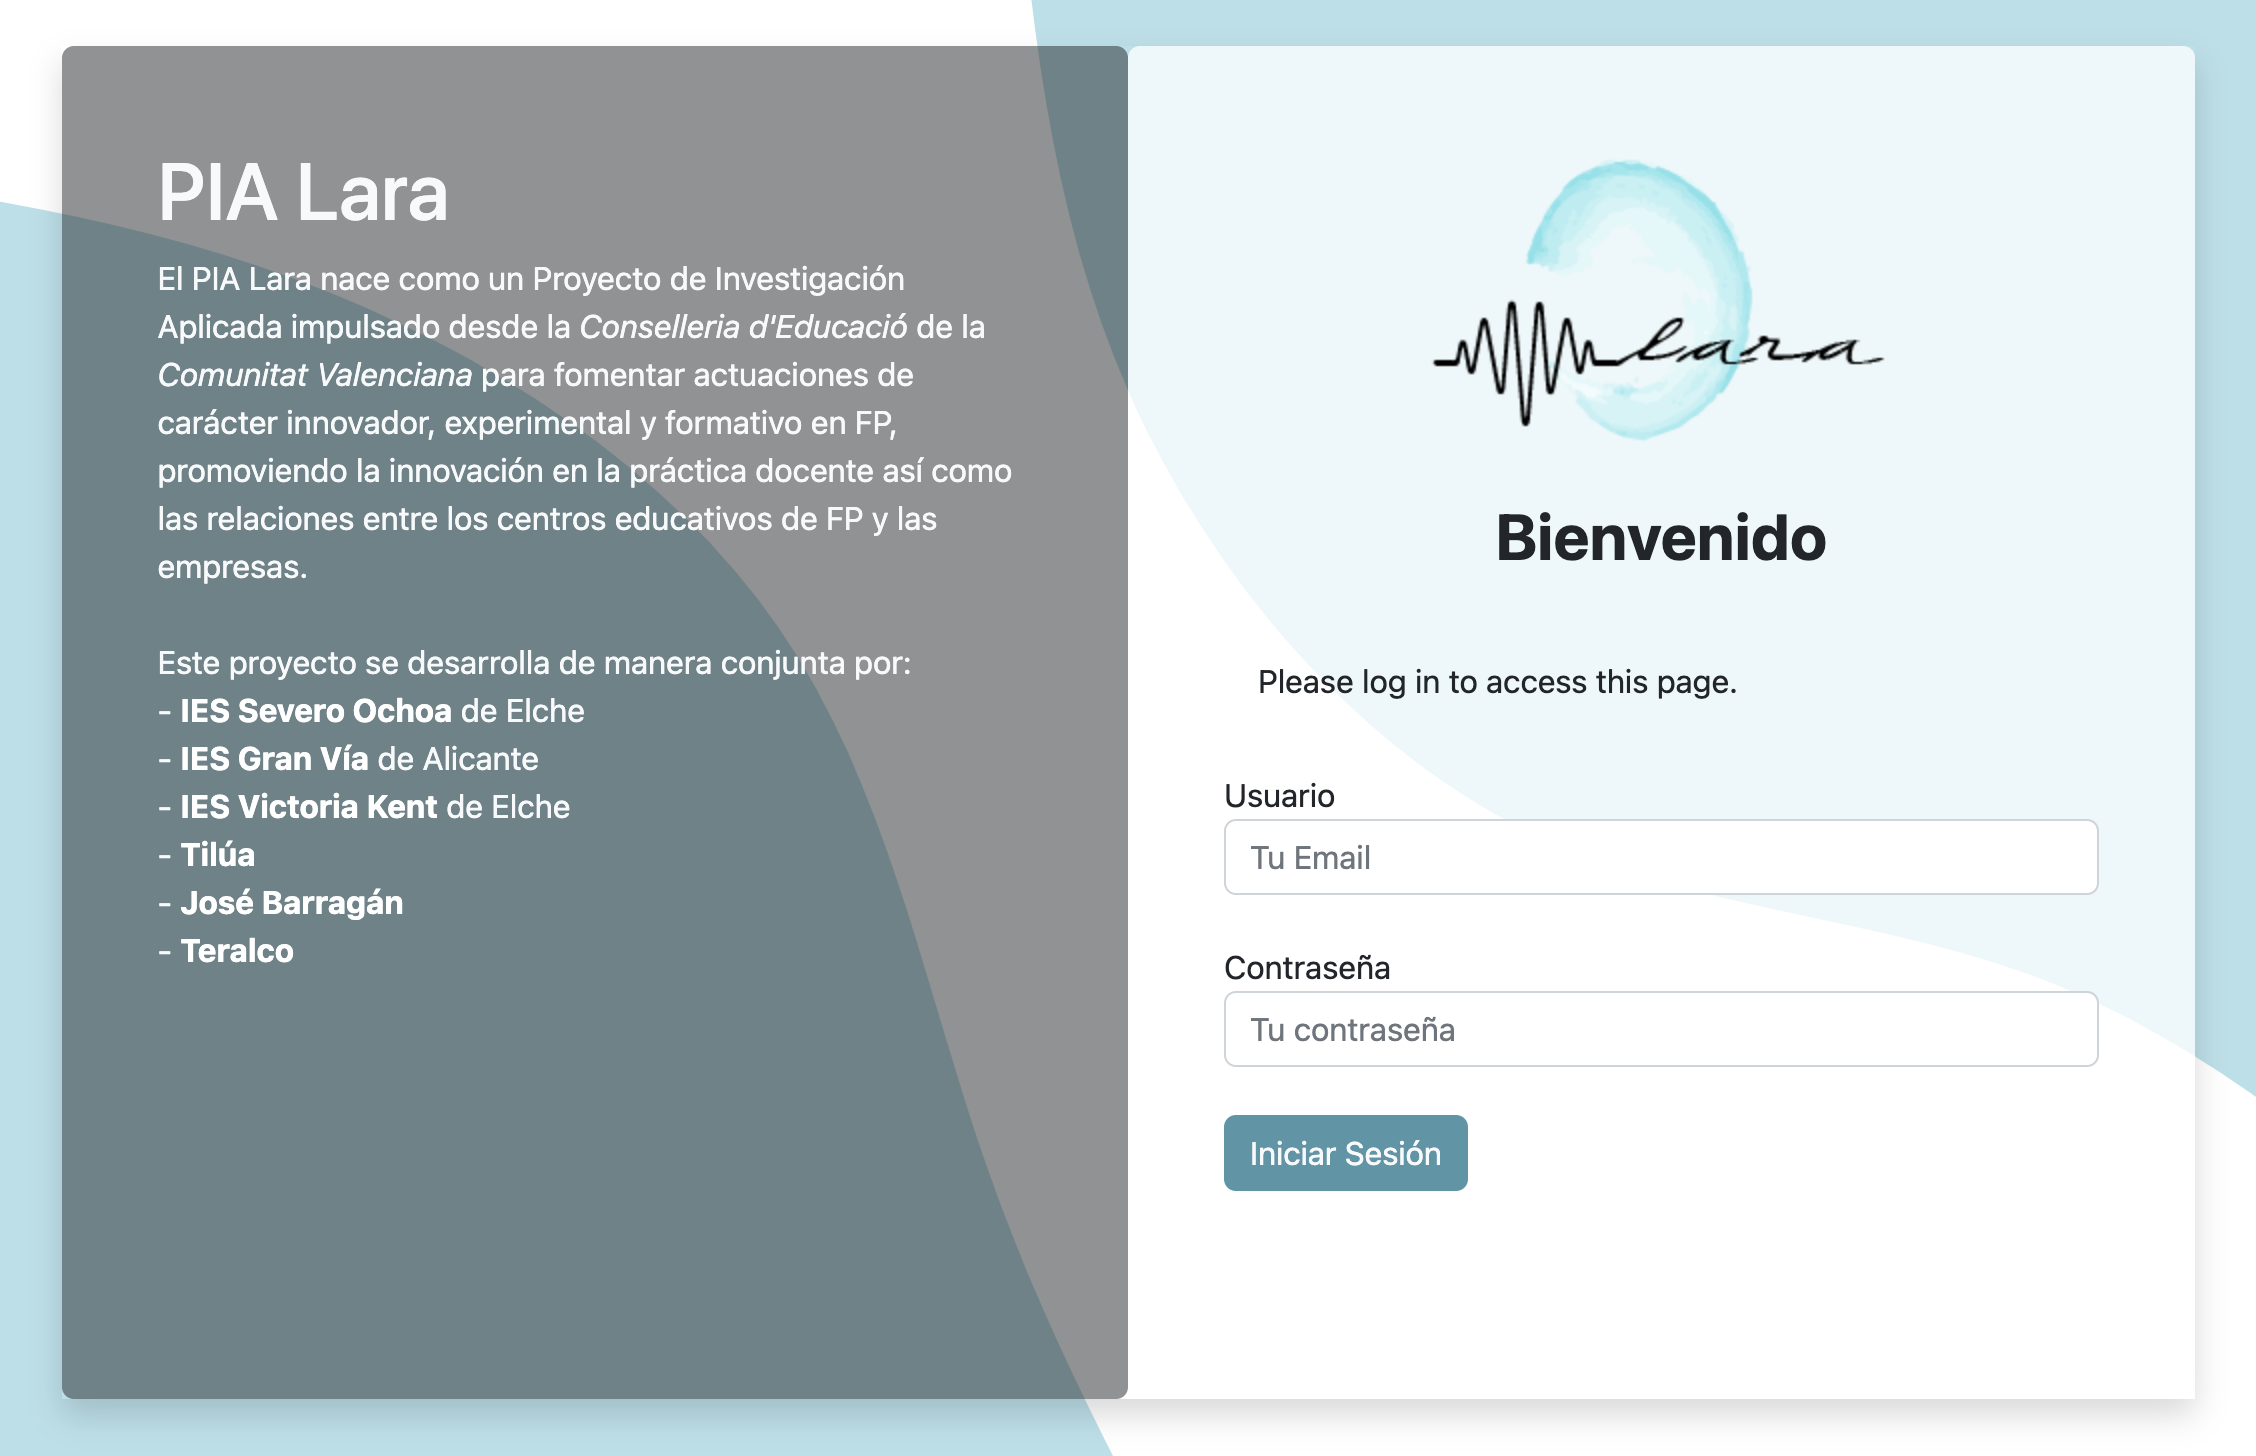 PIA Lara
El PIA Lara nace como un Proyecto de Investigación
Aplicada impulsado desde la Conselleria d'Educació de la
Comunitat Valenciana para fomentar actuaciones de
carácter innovador, experimental y formativo en FP,
promoviendo la innovación en la práctica docente así como
las relaciones entre los centros educativos de FP y las
empresas.
Este proyecto se desarrolla de manera conjunta por:
- IES Severo Ochoa de Elche
- IES Gran Vía de Alicante
- IES Victoria Kent de Elche
- Tilúa
- José Barragán
- Teralco
lara
Bienvenido
Please log in to access this page.
Usuario
Tu Email
Contraseña
Tu contraseña
Iniciar Sesión